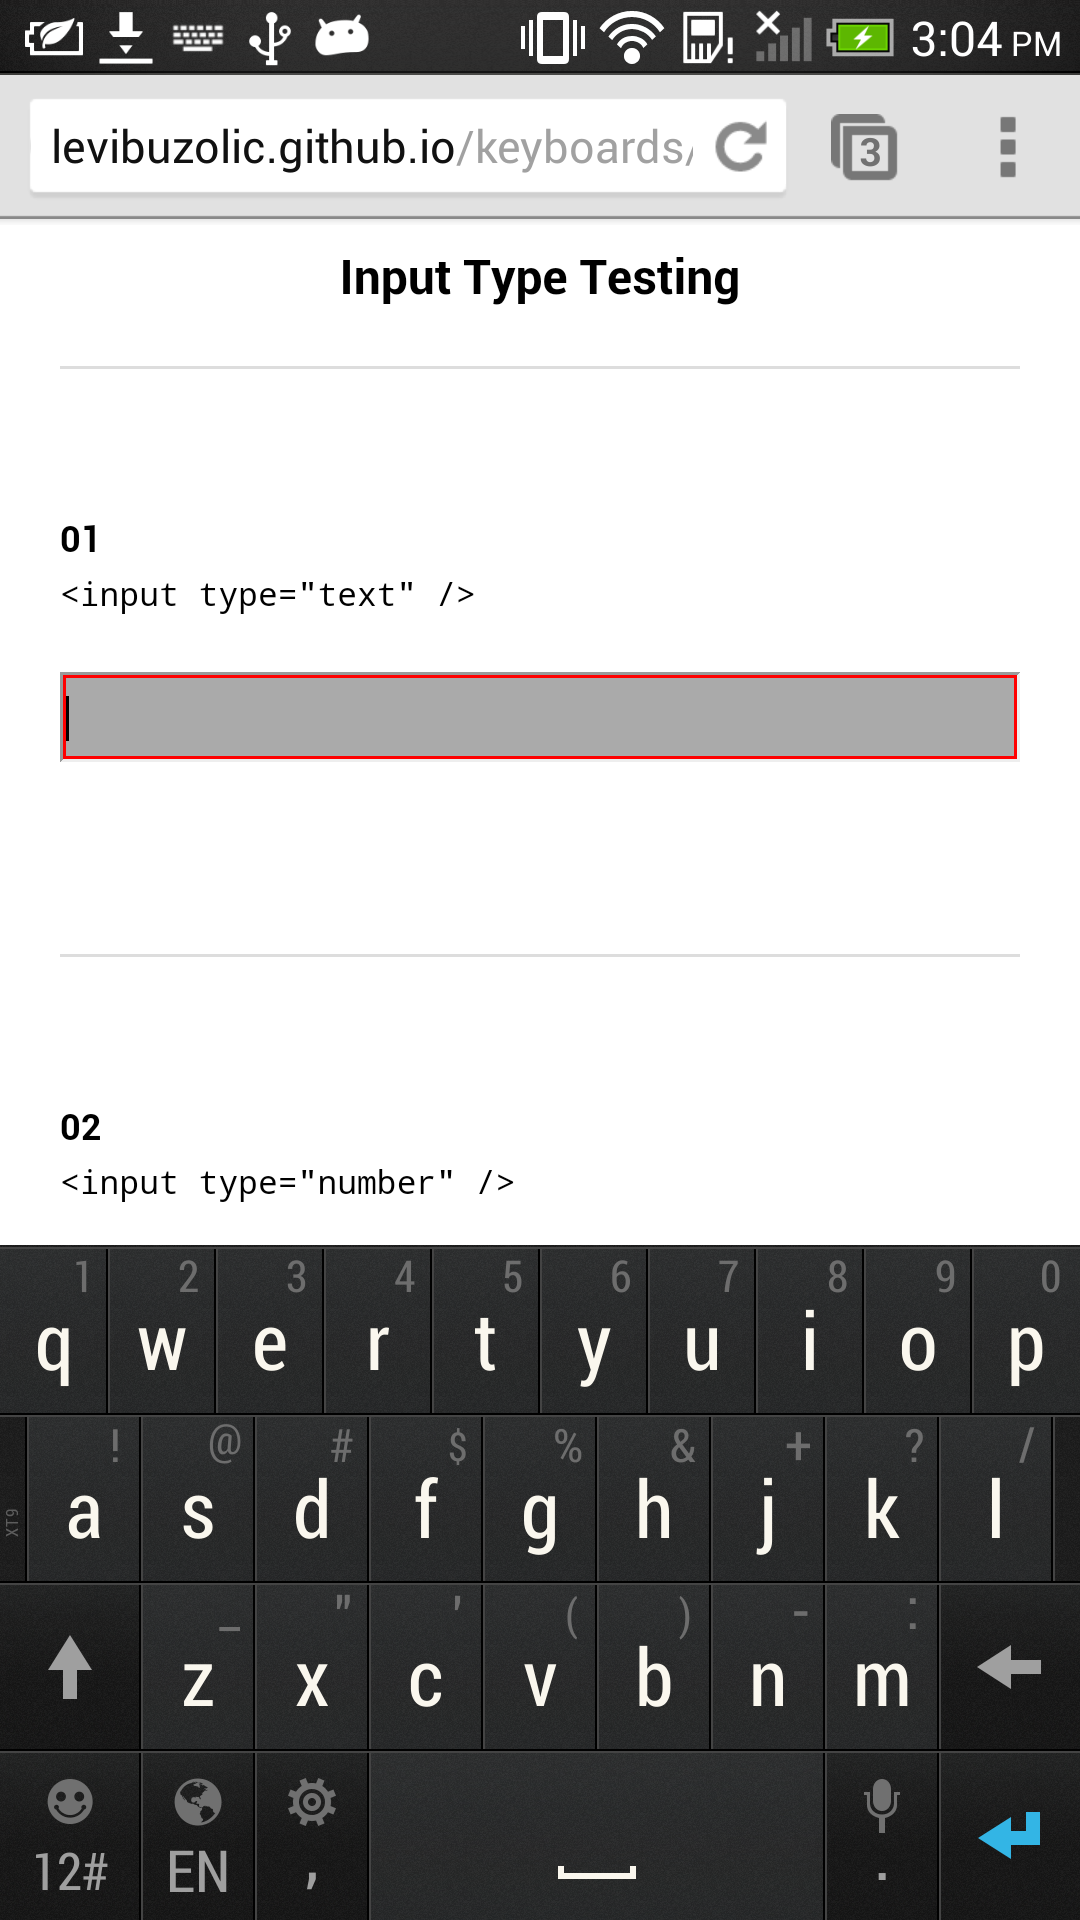 3:04 PM
levibuzolic.github.io/keyboards/
3
Input Type Testing
01
<input type="text" />
02
<input type="number" />
1 2 3 4 5 6 7 8 9 0
q w e r t y u i o p
! @ # $ % & + ? /
XT9 a s d f g h j k l
_ " ' ( ) - :
z x c v b n m
12# EN , .